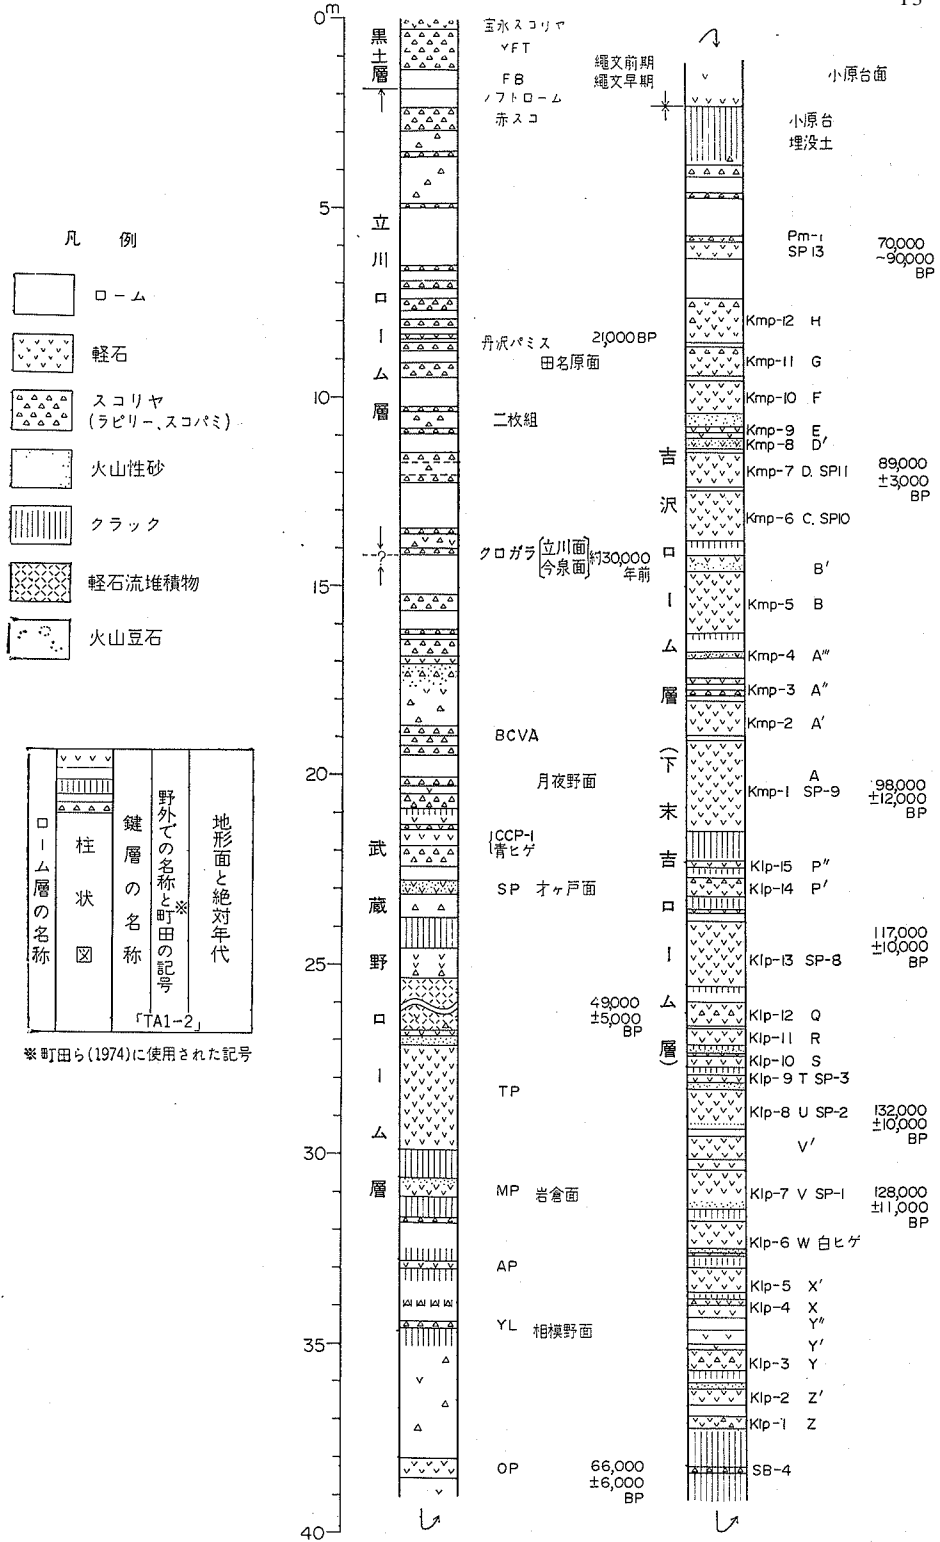 13
0m
5
10
15
20
25
30
35
40
黒土層
立川ローム層
武蔵野ローム層
宝永スコリヤ
YFT
FB
ソフトローム
赤スコ
丹沢パミス
21,000BP
田名原面
二枚組
クロガラ
立川面
今泉面
約30,000年前
?
BCVA
月夜野面
CCP-1
青ヒゲ
SP 才ヶ戸面
49,000
±5,000
BP
TP
MP 岩倉面
AP
YL 相模野面
OP
66,000
±6,000
BP
縄文前期
縄文早期
小原台面
小原台
埋没土
吉沢ローム層(下末吉ローム層)
Pm-1
SP13
70,000
~90,000
BP
Kmp-12 H
Kmp-11 G
Kmp-10 F
Kmp-9 E
Kmp-8 D'
Kmp-7 D. SP11
89,000
±3,000
BP
Kmp-6 C. SP10
B'
Kmp-5 B
Kmp-4 A'''
Kmp-3 A''
Kmp-2 A'
A
Kmp-1 SP-9
98,000
±12,000
BP
Klp-15 P''
Klp-14 P'
117,000
±10,000
BP
Klp-13 SP-8
Klp-12 Q
Klp-11 R
Klp-10 S
Klp-9 T SP-3
Klp-8 U SP-2
132,000
±10,000
BP
V'
Klp-7 V SP-1
128,000
±11,000
BP
Klp-6 W 白ヒゲ
Klp-5 X'
Klp-4 X
Y''
Y'
Klp-3 Y
Klp-2 Z'
Klp-1 Z
SB-4
凡例
ローム
軽石
スコリヤ
(ラピリー、スコパミ)
火山性砂
クラック
軽石流堆積物
火山豆石
ローム層の名称
柱状図
鍵層の名称
野外での名称と町田の記号※
地形面と絶対年代
「TA1-2」
※町田ら(1974)に使用された記号